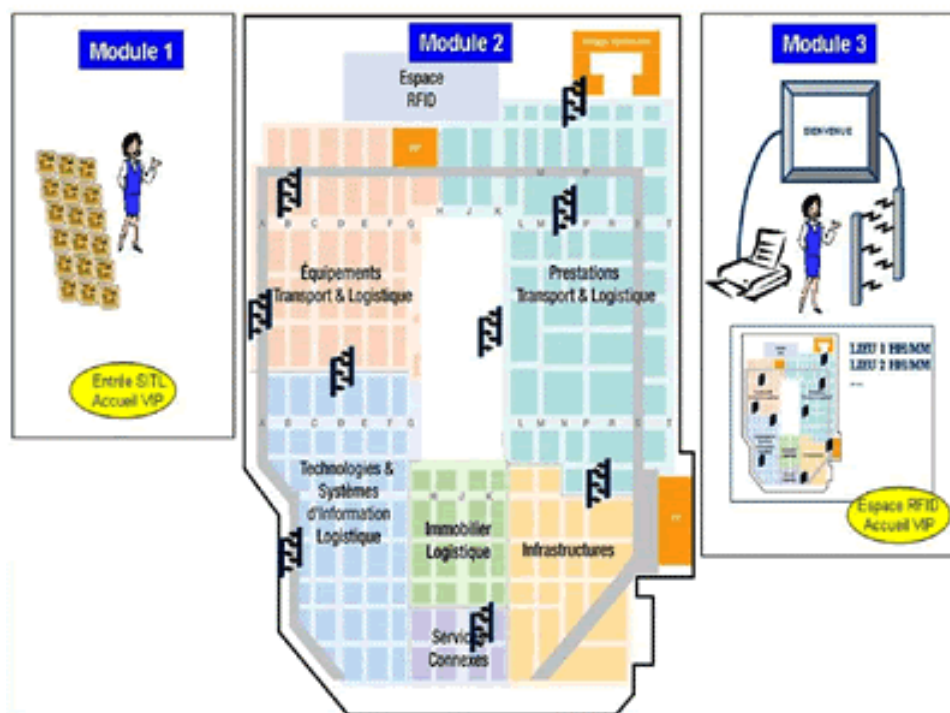 Module 1
Entrée SITL
Accueil VIP
Module 2
Espace
RFID
A B C D E F G
H J K
L M N P R S T
Équipements
Transport & Logistique
Prestations
Transport & Logistique
A B C D E F G
L M N P R S T
Technologies &
Systèmes
d'Information
Logistique
H J K
Immobilier
Logistique
Infrastructures
Services
Connexes
Module 3
BIENVENUE
LIEU 1 HH/MM
LIEU 2 HH/MM
Espace RFID
Accueil VIP